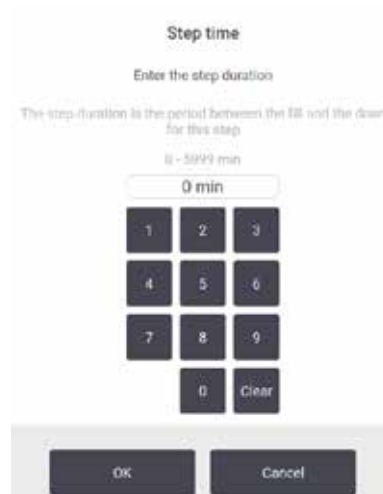 Step time
Enter the step duration
The step duration is the period between the fill and the down
for this step
0 - 5999 min
0 min
1 2 3
4 5 6
7 8 9
0 Clear
OK Cancel